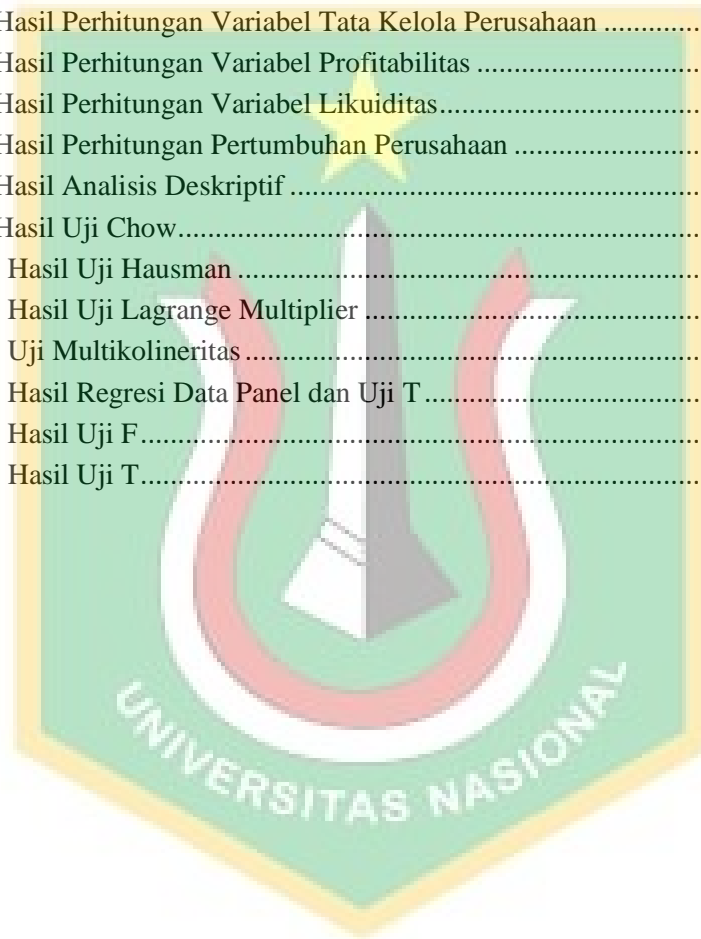 Hasil Perhitungan Variabel Tata Kelola Perusahaan .............
Hasil Perhitungan Variabel Profitabilitas ..............................
Hasil Perhitungan Variabel Likuiditas...................................
Hasil Perhitungan Pertumbuhan Perusahaan .........................
Hasil Analisis Deskriptif .......................................................
Hasil Uji Chow.......................................................................
Hasil Uji Hausman ...............................................................
Hasil Uji Lagrange Multiplier .............................................
Uji Multikolineritas ..............................................................
Hasil Regresi Data Panel dan Uji T .....................................
Hasil Uji F............................................................................
Hasil Uji T............................................................................
UNIVERSITAS NASIONAL